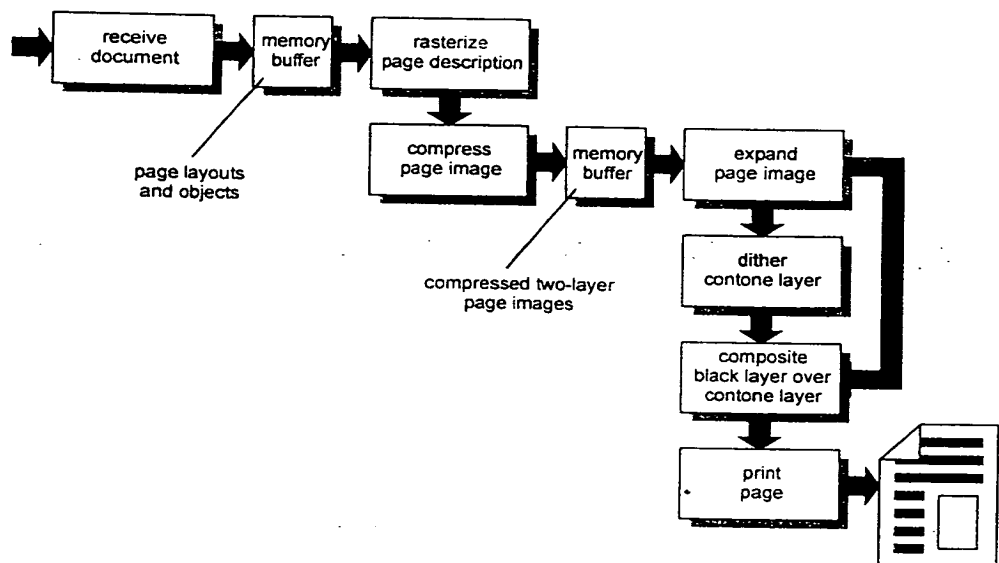 receive
document
memory
buffer
rasterize
page description
page layouts
and objects
compress
page image
memory
buffer
expand
page image
compressed two-layer
page images
dither
contone layer
composite
black layer over
contone layer
print
page